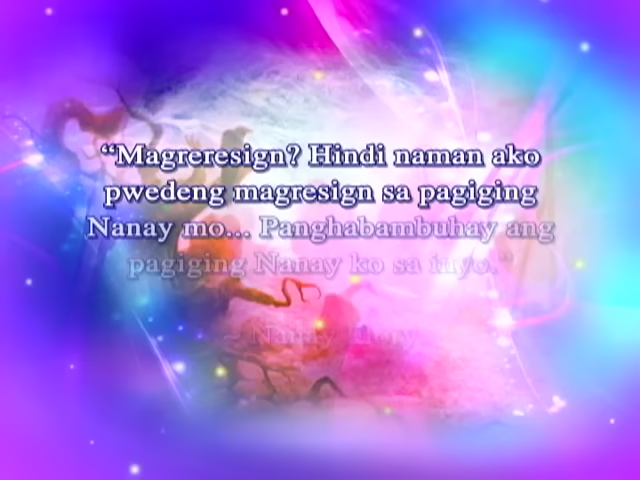 “Magreresign? Hindi naman ako
pwedeng magresign sa pagiging
Nanay mo... Panghabambuhay ang
pagiging Nanay ko sa inyo.”
~ Nanay